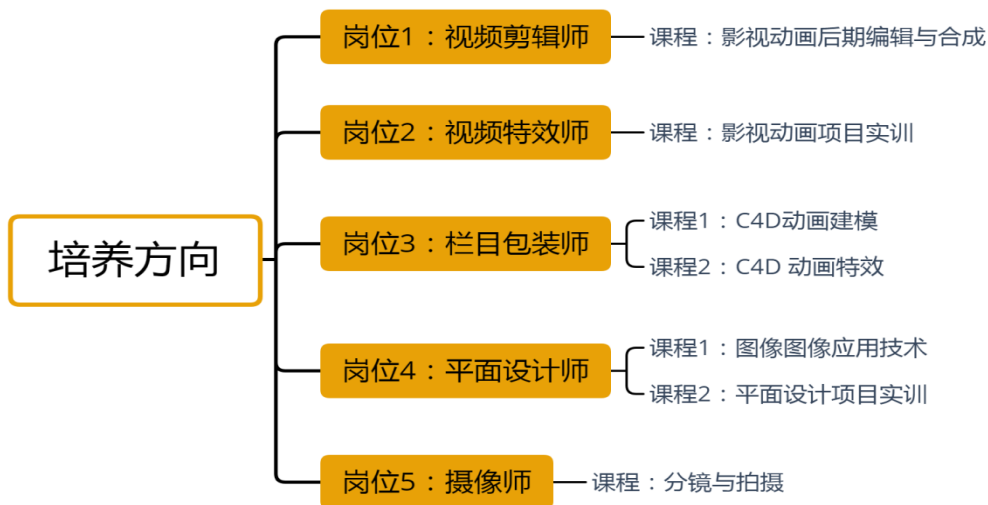 培养方向
岗位1：视频剪辑师
课程：影视动画后期编辑与合成
岗位2：视频特效师
课程：影视动画项目实训
岗位3：栏目包装师
课程1：C4D动画建模
课程2：C4D 动画特效
岗位4：平面设计师
课程1：图像图像应用技术
课程2：平面设计项目实训
岗位5：摄像师
课程：分镜与拍摄